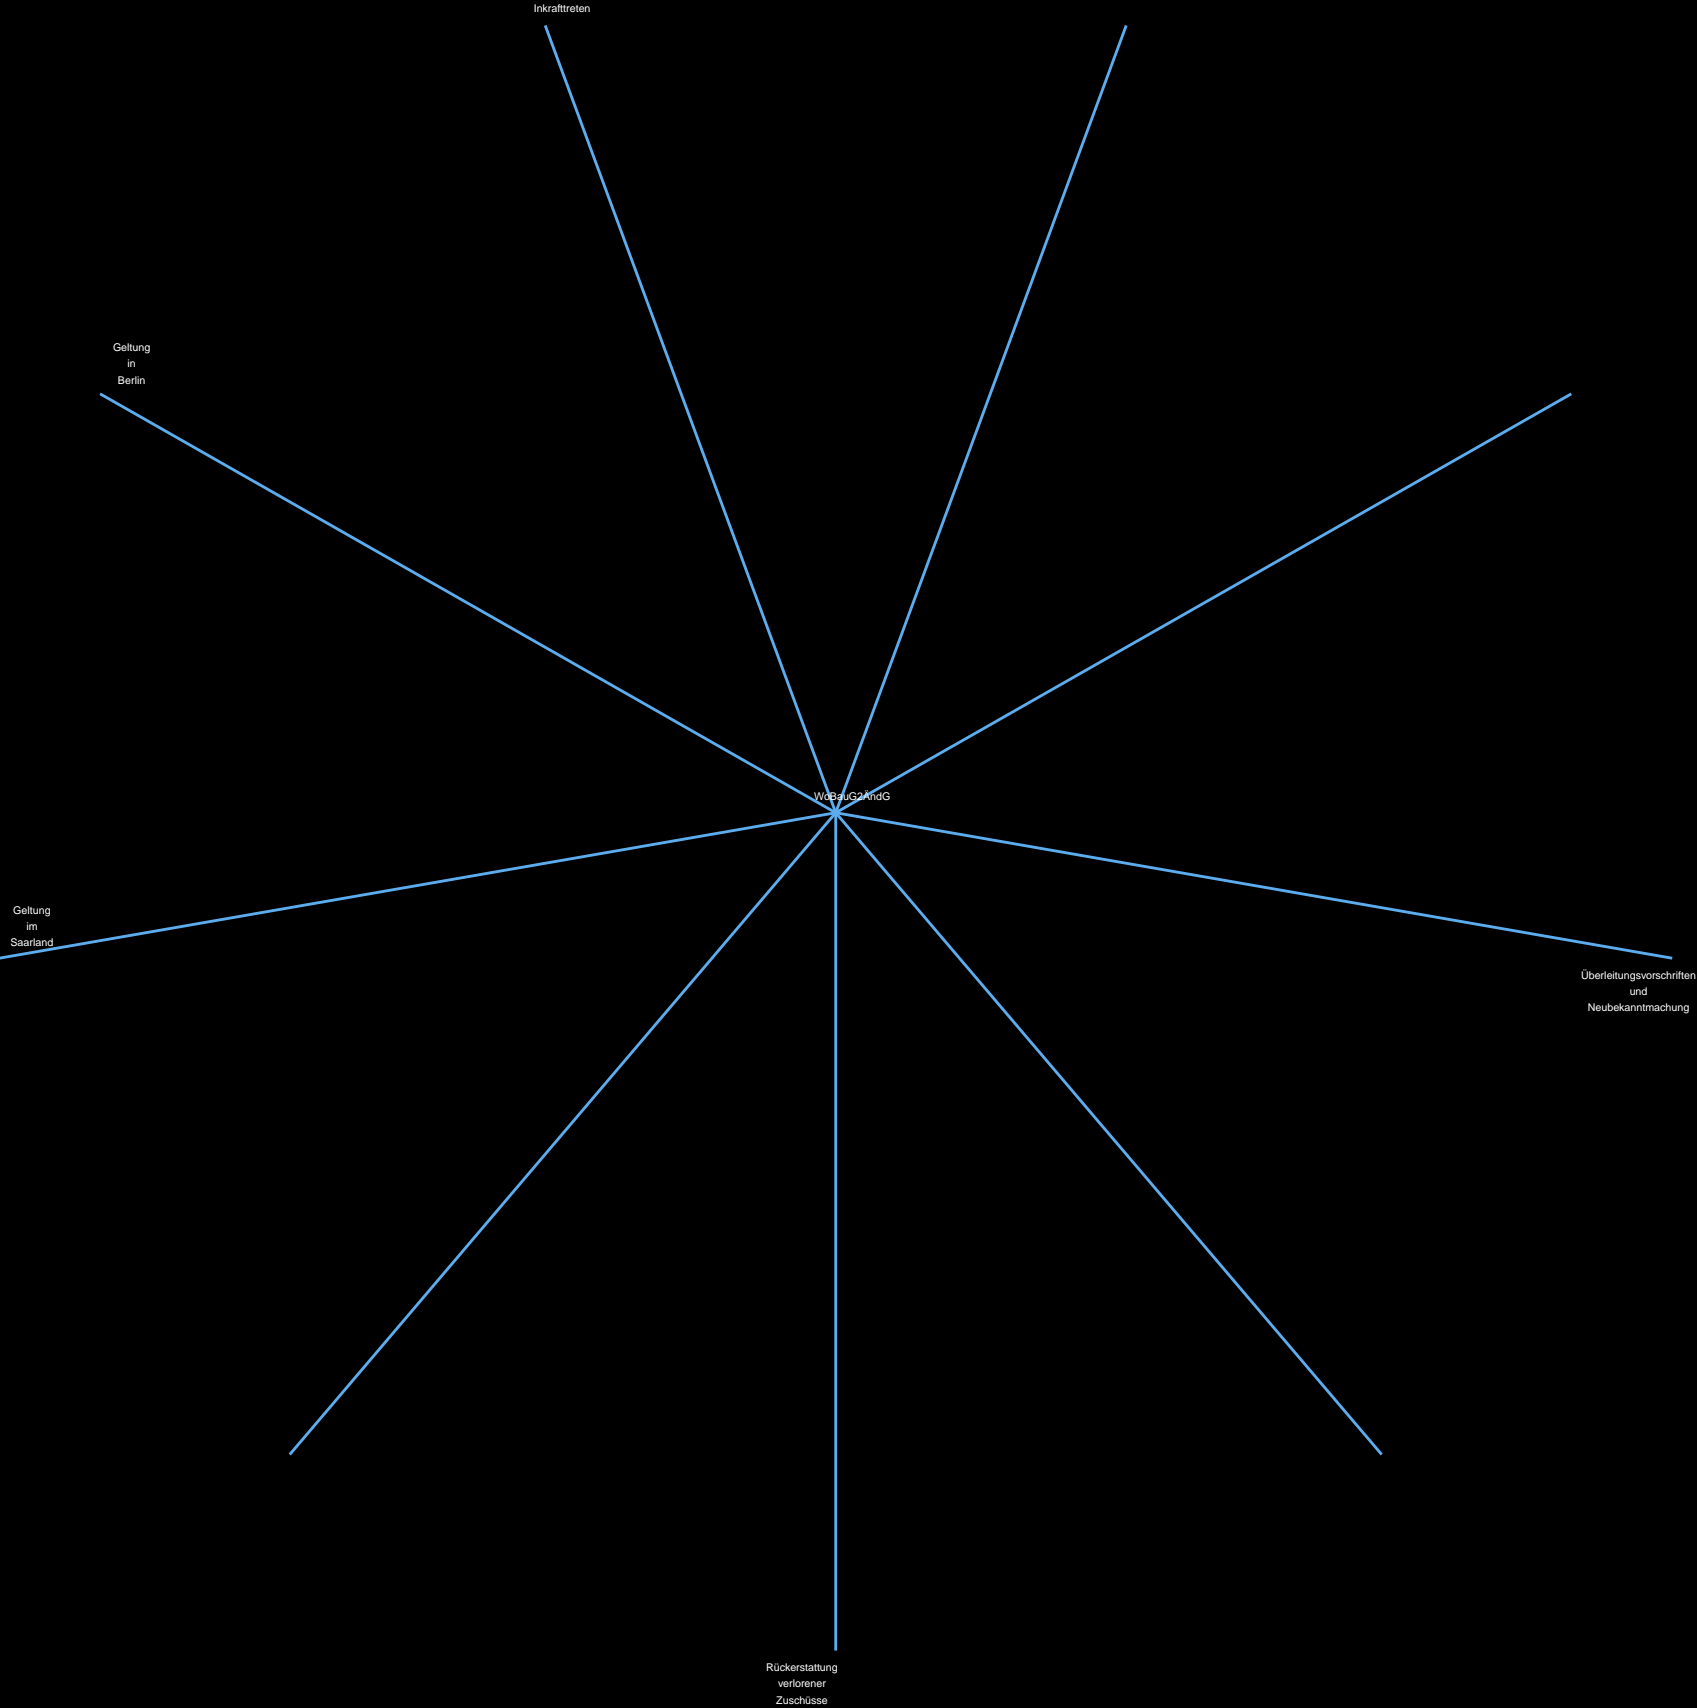 Inkrafttreten
Geltung
in
Berlin
WoBauG2ÄndG
Geltung
im
Saarland
Überleitungsvorschriften
und
Neubekanntmachung
Rückerstattung
verlorener
Zuschüsse